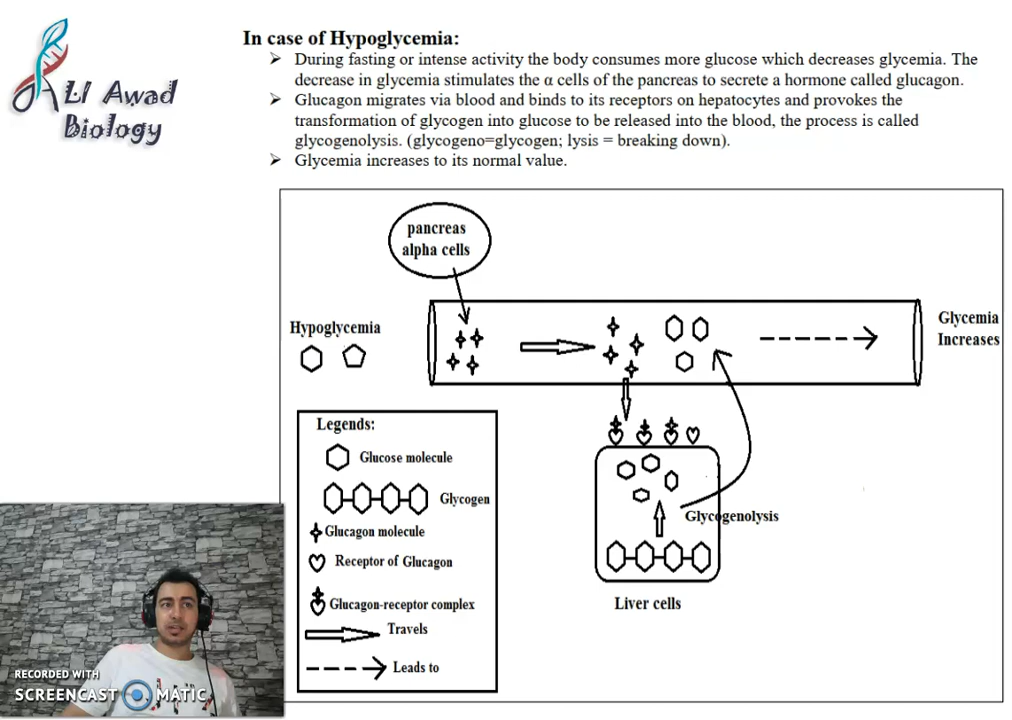 LI Awad
Biology
In case of Hypoglycemia:
➢ During fasting or intense activity the body consumes more glucose which decreases glycemia. The
decrease in glycemia stimulates the α cells of the pancreas to secrete a hormone called glucagon.
➢ Glucagon migrates via blood and binds to its receptors on hepatocytes and provokes the
transformation of glycogen into glucose to be released into the blood, the process is called
glycogenolysis. (glycogeno=glycogen; lysis = breaking down).
➢ Glycemia increases to its normal value.
pancreas
alpha cells
Hypoglycemia
Glycemia
Increases
Legends:
Glucose molecule
Glycogen
Glucagon molecule
Receptor of Glucagon
Glucagon-receptor complex
Travels
Leads to
Glycogenolysis
Liver cells
RECORDED WITH
SCREENCAST MATIC